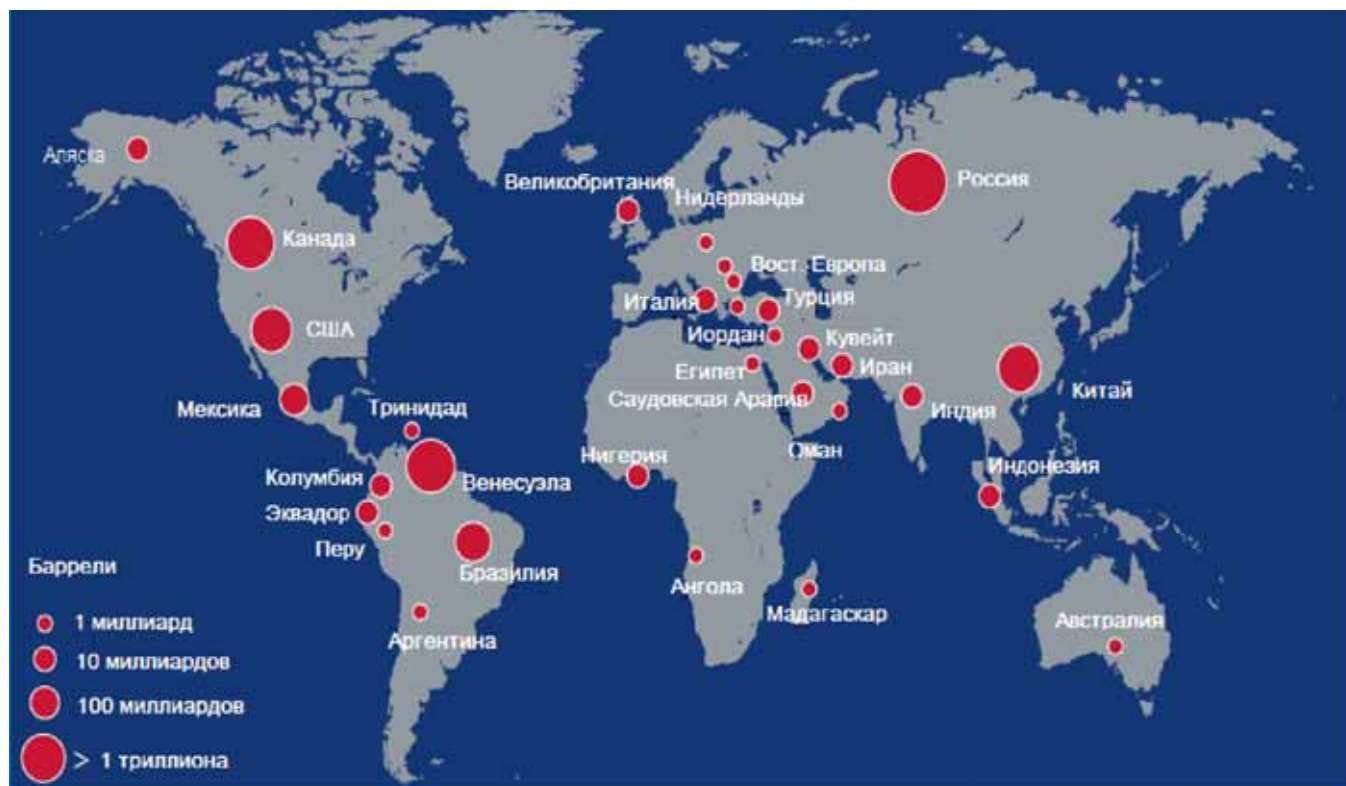 Аляска
Великобритания
Нидерланды
Россия
Канада
Вост. Европа
Италия
Турция
США
Иордан
Кувейт
Египет
Иран
Саудовская Арагия
Китай
Мексика
Тринидад
Индия
Оман
Нигерия
Индонезия
Колумбия
Венесуэла
Эквадор
Перу
Бразилия
Ангола
Мадагаскар
Австралия
Аргентина
Баррели
1 миллиард
10 миллиардов
100 миллиардов
> 1 триллиона